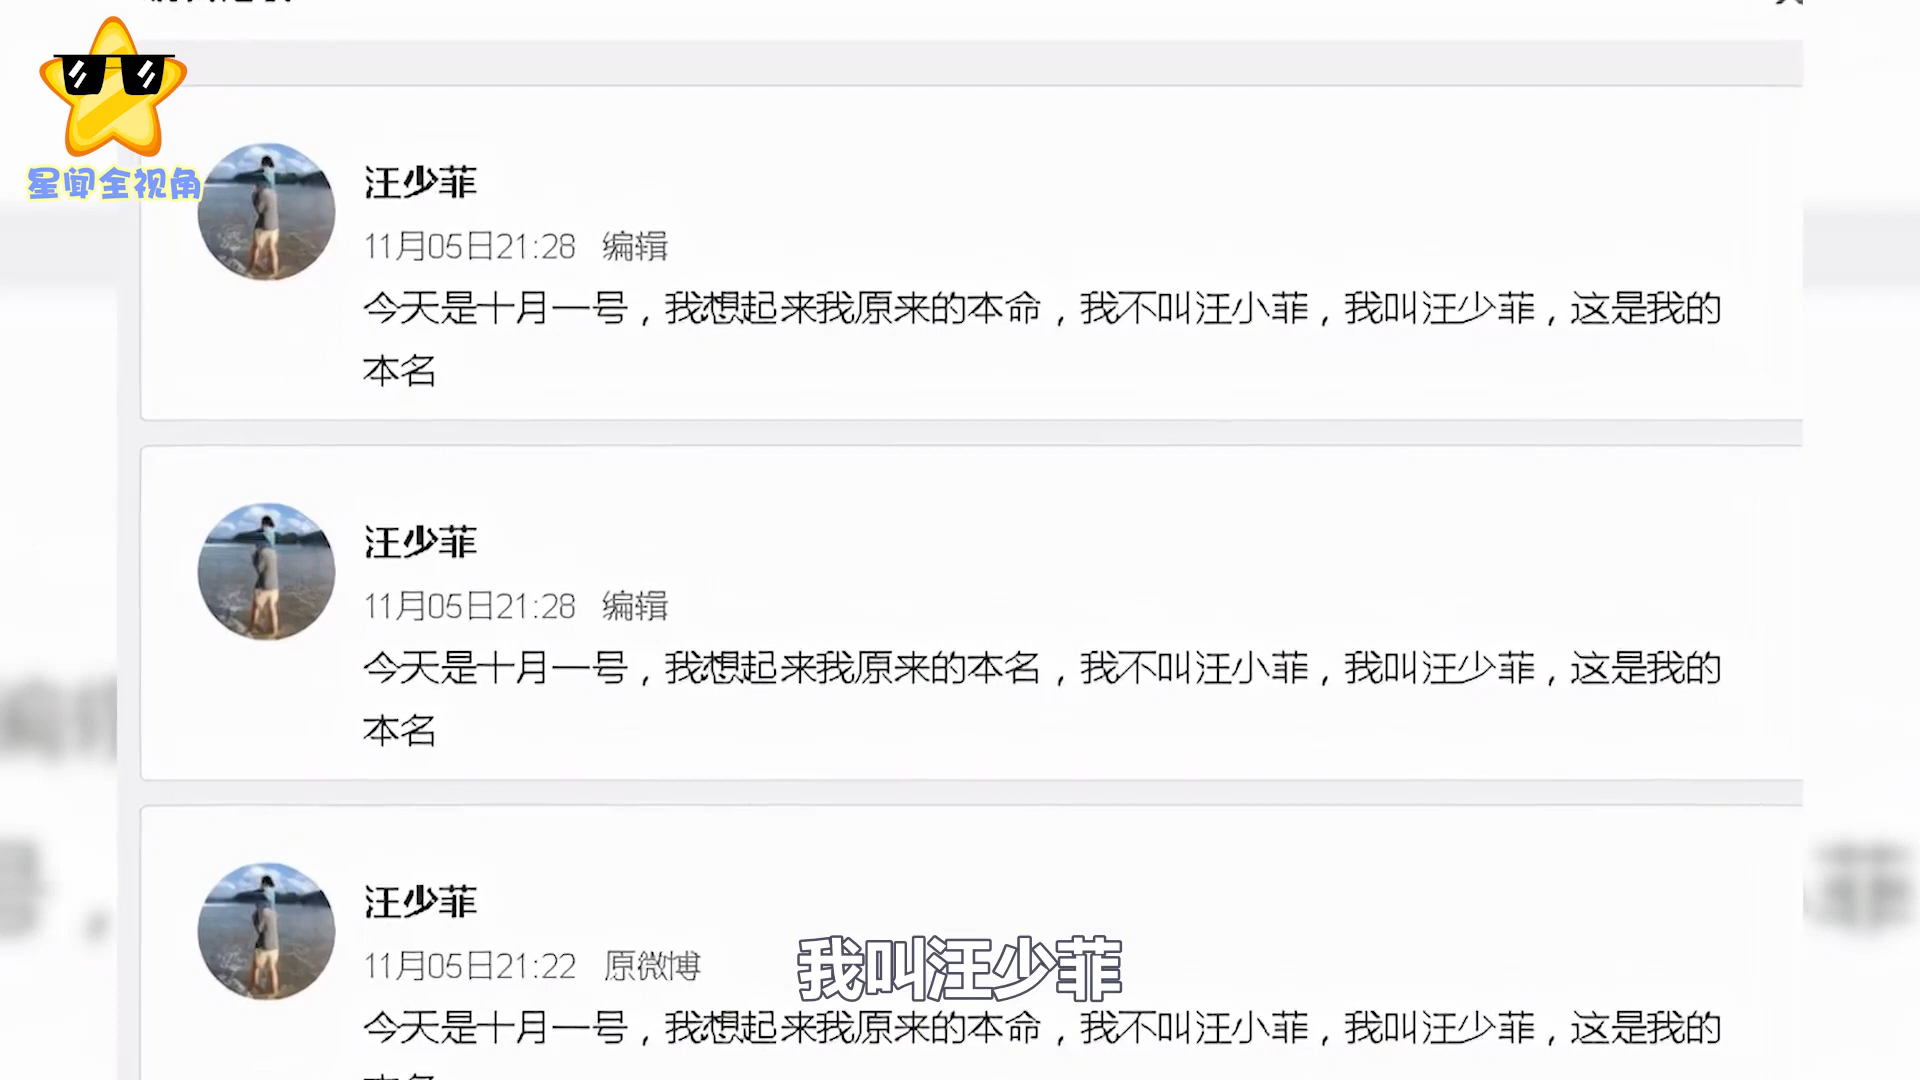 星闻全视角
汪少菲
11月05日21:28 编辑
今天是十月一号，我想起来我原来的本命，我不叫汪小菲，我叫汪少菲，这是我的
本名
汪少菲
11月05日21:28 编辑
今天是十月一号，我想起来我原来的本名，我不叫汪小菲，我叫汪少菲，这是我的
本名
汪少菲
11月05日21:22 原微博
我叫汪少菲
今天是十月一号，我想起来我原来的本命，我不叫汪小菲，我叫汪少菲，这是我的